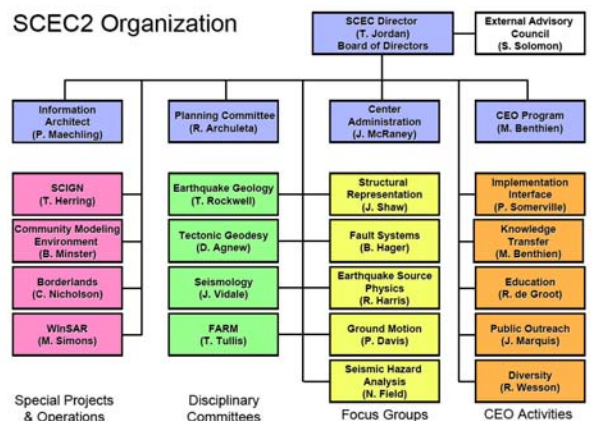 SCEC2 Organization
SCEC Director
(T. Jordan)
Board of Directors
External Advisory
Council
(S. Solomon)
Information
Architect
(P. Maechling)
Planning Committee
(R. Archuleta)
Center
Administration
(J. McRaney)
CEO Program
(M. Benthien)
SCIGN
(T. Herring)
Community Modeling
Environment
(B. Minster)
Borderlands
(C. Nicholson)
WInSAR
(M. Simons)
Special Projects
& Operations
Earthquake Geology
(T. Rockwell)
Tectonic Geodesy
(D. Agnew)
Seismology
(J. Vidale)
FARM
(T. Tullis)
Disciplinary
Committees
Structural
Representation
(J. Shaw)
Fault Systems
(B. Hager)
Earthquake Source
Physics
(R. Harris)
Ground Motion
(P. Davis)
Seismic Hazard
Analysis
(N. Field)
Focus Groups
Implementation
Interface
(P. Somerville)
Knowledge
Transfer
(M. Benthien)
Education
(R. de Groot)
Public Outreach
(J. Marquis)
Diversity
(R. Wesson)
CEO Activities